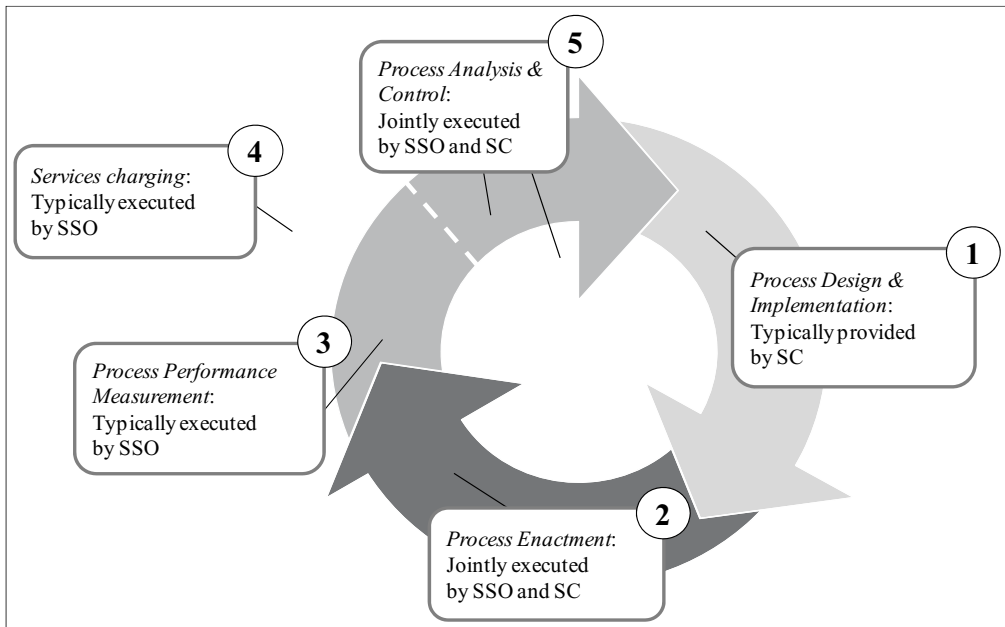 5
Process Analysis &
Control:
Jointly executed
by SSO and SC
4
Services charging:
Typically executed
by SSO
1
Process Design &
Implementation:
Typically provided
by SC
3
Process Performance
Measurement:
Typically executed
by SSO
2
Process Enactment:
Jointly executed
by SSO and SC